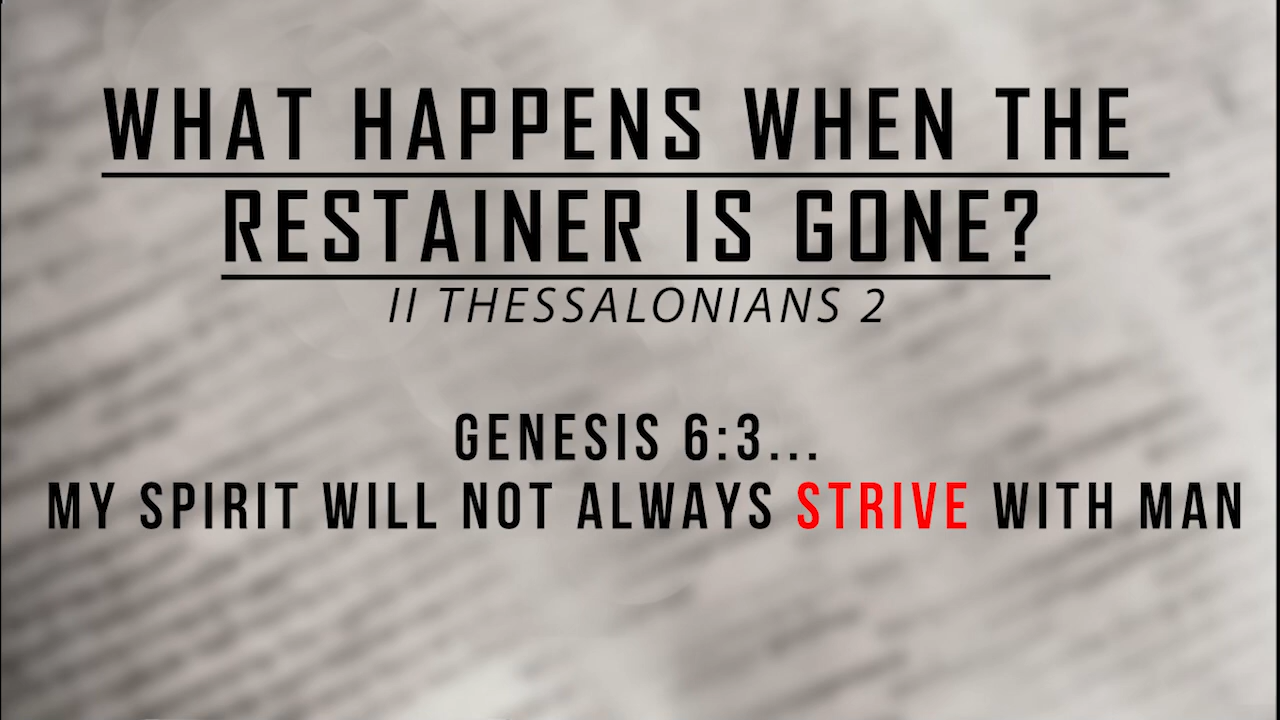 WHAT HAPPENS WHEN THE
RESTAINER IS GONE?
II THESSALONIANS 2
GENESIS 6:3...
MY SPIRIT WILL NOT ALWAYS STRIVE WITH MAN